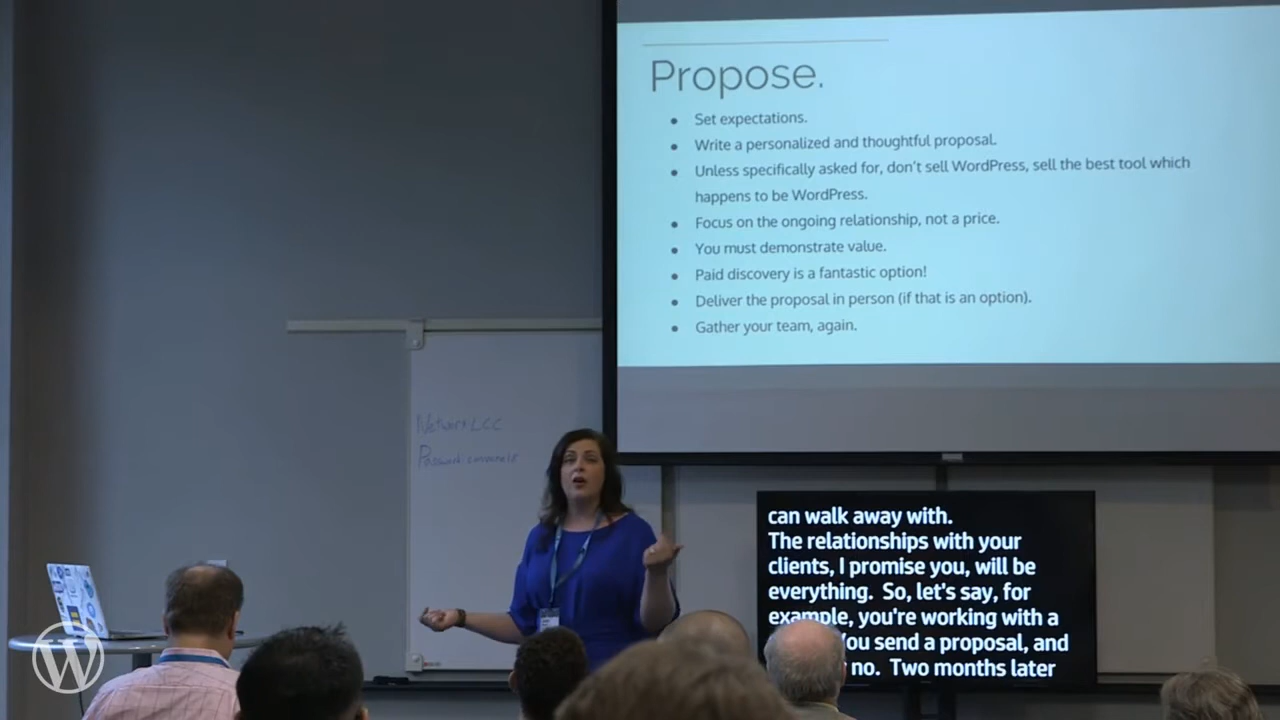 Propose.
● Set expectations.
● Write a personalized and thoughtful proposal.
● Unless specifically asked for, don't sell WordPress, sell the best tool which
happens to be WordPress.
● Focus on the ongoing relationship, not a price.
● You must demonstrate value.
● Paid discovery is a fantastic option!
● Deliver the proposal in person (if that is an option).
● Gather your team, again.
Network LCC
can walk away with.
The relationships with your
clients, I promise you, will be
everything. So, let's say, for
example, you're working with a
You send a proposal, and
no. Two months later